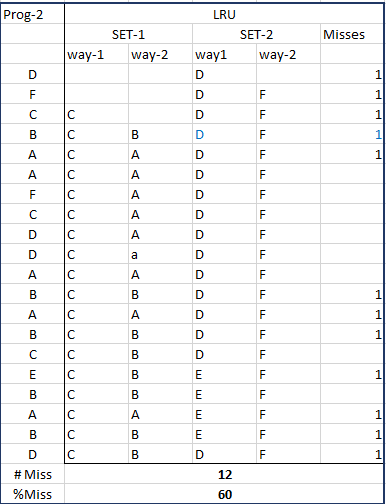 Prog-2 LRU
SET-1 SET-2 Misses
way-1 way-2 way1 way-2
D D 1
F D F 1
C C D F 1
B C B D F 1
A C A D F 1
A C A D F
F C A D F
C C A D F
D C A D F
D C a D F
A C A D F
B C B D F 1
A C A D F 1
B C B D F 1
C C B D F
E C B E F 1
B C B E F
A C A E F 1
B C B E F 1
D C B D F 1
# Miss 12
%Miss 60